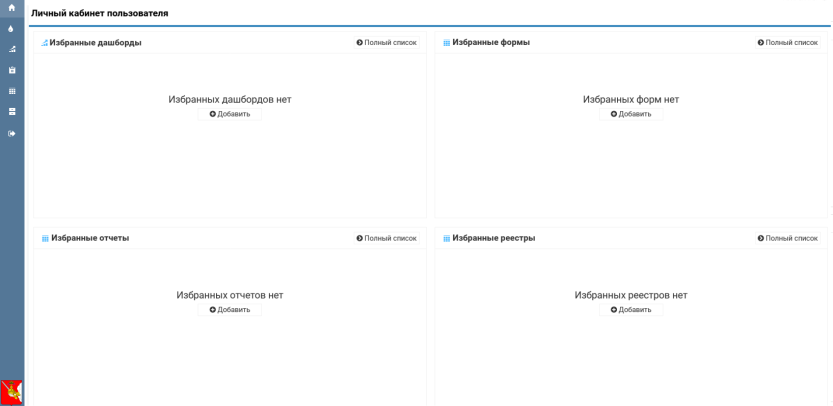 Личный кабинет пользователя
Избранные дашборды
Полный список
Избранные формы
Полный список
Избранных дашбордов нет
Добавить
Избранных форм нет
Добавить
Избранные отчеты
Полный список
Избранные реестры
Полный список
Избранных отчетов нет
Добавить
Избранных реестров нет
Добавить